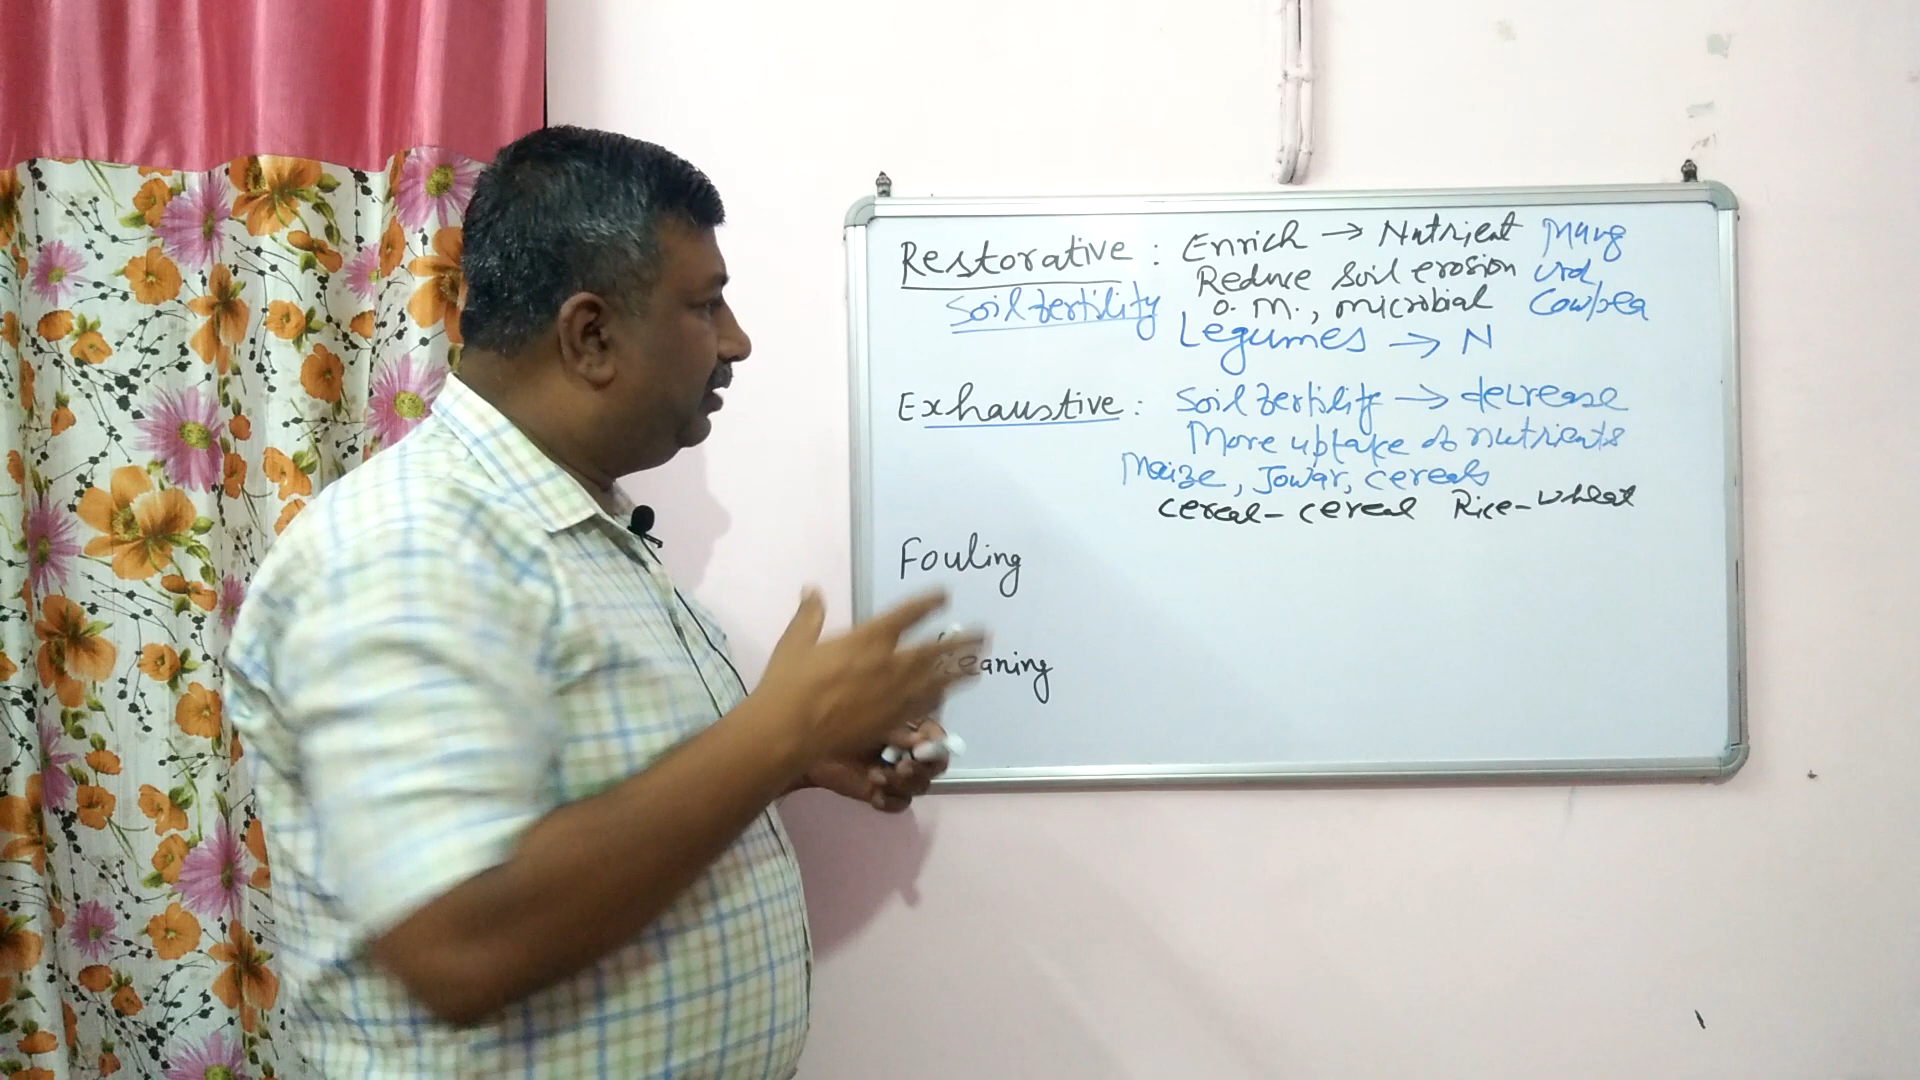 Restorative : Enrich → Nutrient Mung
Reduce Soil erosion Urd
Soil fertility O. M., microbial Cowpea
Legumes → N
Exhaustive : Soil fertility → decrease
More uptake of nutrients
Maize, Jowar, cereals
cereal-cereal Rice-wheat
Fouling
Cleaning